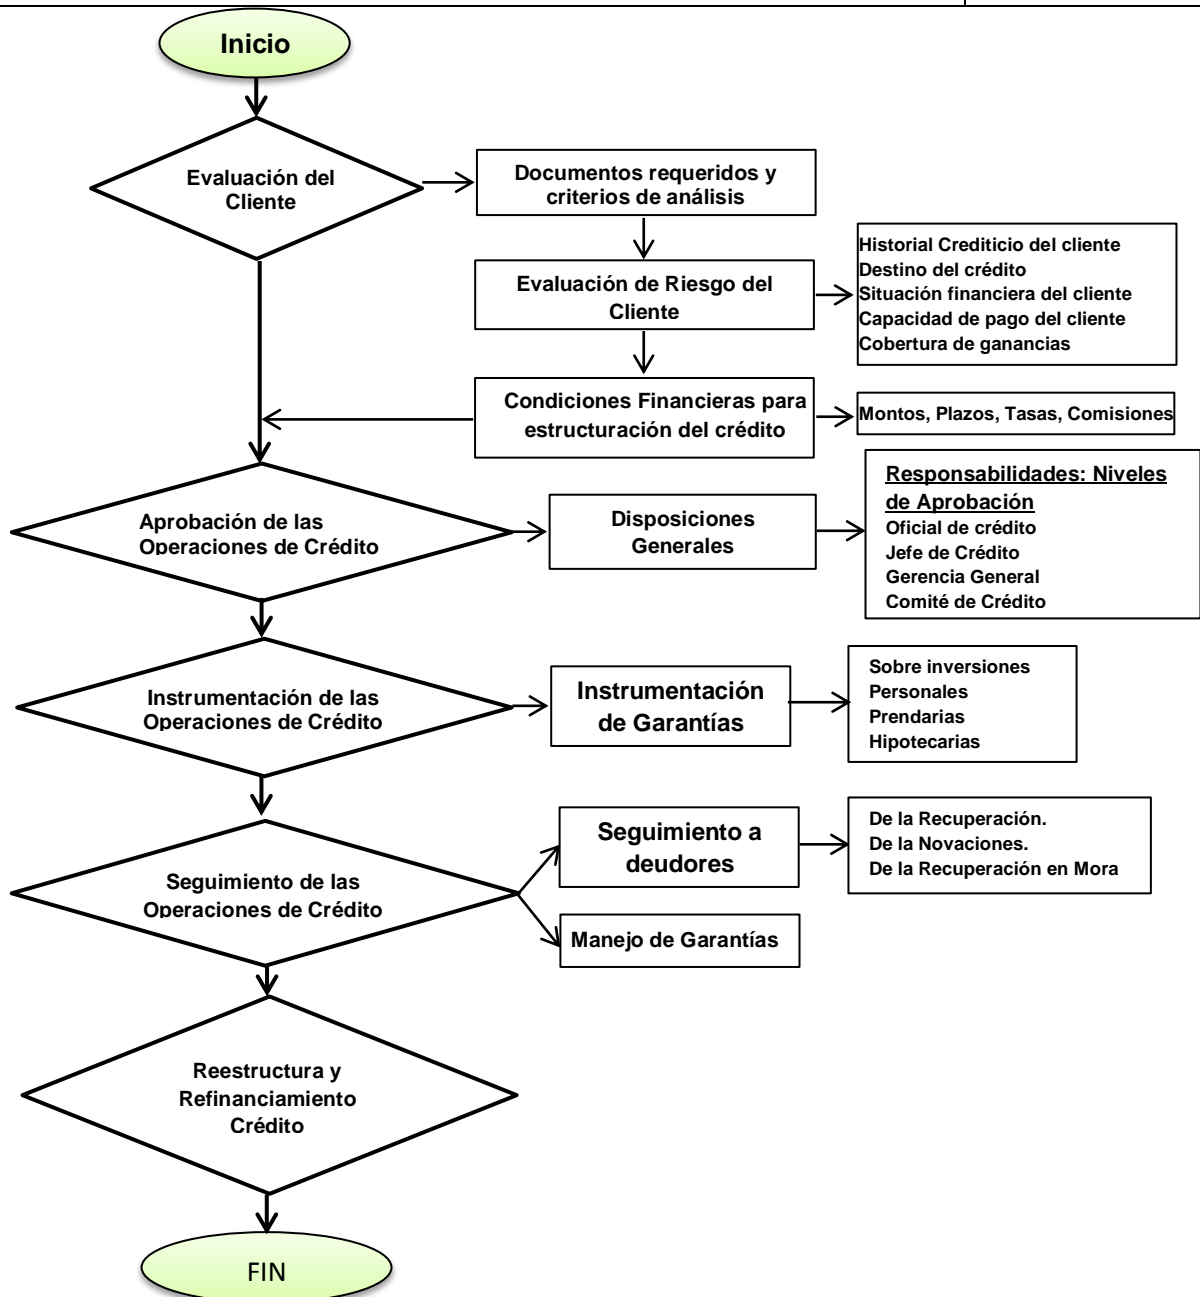 Inicio
Evaluación del
Cliente
Documentos requeridos y
criterios de análisis
Evaluación de Riesgo del
Cliente
Historial Crediticio del cliente
Destino del crédito
Situación financiera del cliente
Capacidad de pago del cliente
Cobertura de ganancias
Condiciones Financieras para
estructuración del crédito
Montos, Plazos, Tasas, Comisiones
Aprobación de las
Operaciones de Crédito
Disposiciones
Generales
Responsabilidades: Niveles
de Aprobación
Oficial de crédito
Jefe de Crédito
Gerencia General
Comité de Crédito
Instrumentación de las
Operaciones de Crédito
Instrumentación
de Garantías
Sobre inversiones
Personales
Prendarias
Hipotecarias
Seguimiento de las
Operaciones de Crédito
Seguimiento a
deudores
De la Recuperación.
De la Novaciones.
De la Recuperación en Mora
Manejo de Garantías
Reestructura y
Refinanciamiento
Crédito
FIN